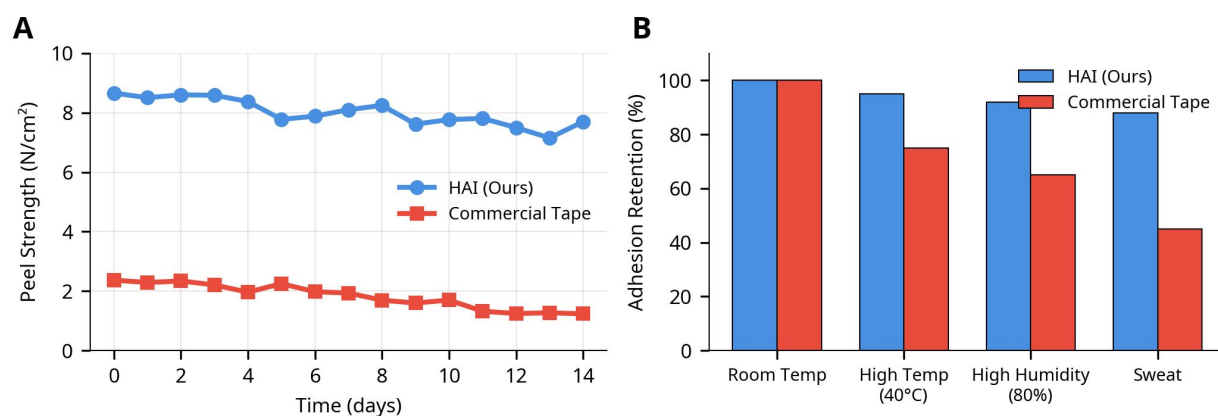 A
10
8
6
4
2
0
Peel Strength (N/cm²)
HAI (Ours)
Commercial Tape
0 2 4 6 8 10 12 14
Time (days)
B
100
80
60
40
20
0
Adhesion Retention (%)
HAI (Ours)
Commercial Tape
Room Temp High Temp High Humidity Sweat
(40°C) (80%)